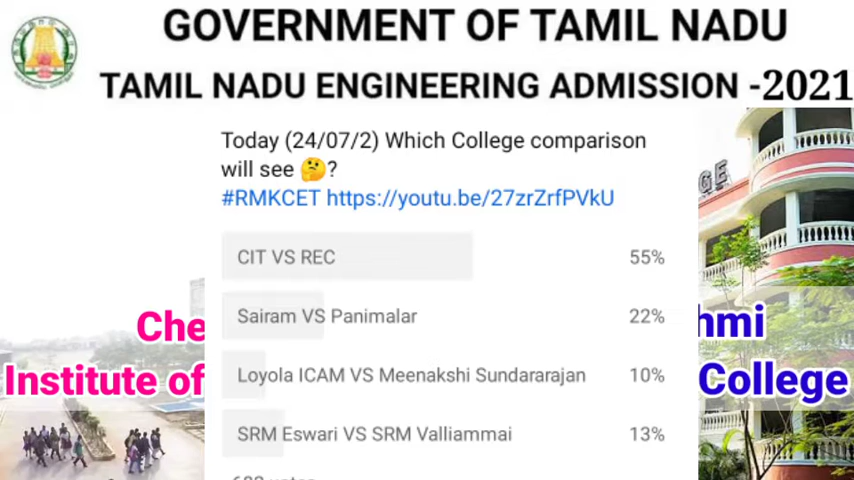 GOVERNMENT OF TAMIL NADU
TAMIL NADU ENGINEERING ADMISSION -2021
Today (24/07/2) Which College comparison
will see 🤔?
#RMKCET https://youtu.be/27zrZrfPVkU
CIT VS REC 55%
Sairam VS Panimalar 22%
Loyola ICAM VS Meenakshi Sundararajan 10%
SRM Eswari VS SRM Valliammai 13%
Che
Institute of
GE
hmi
College